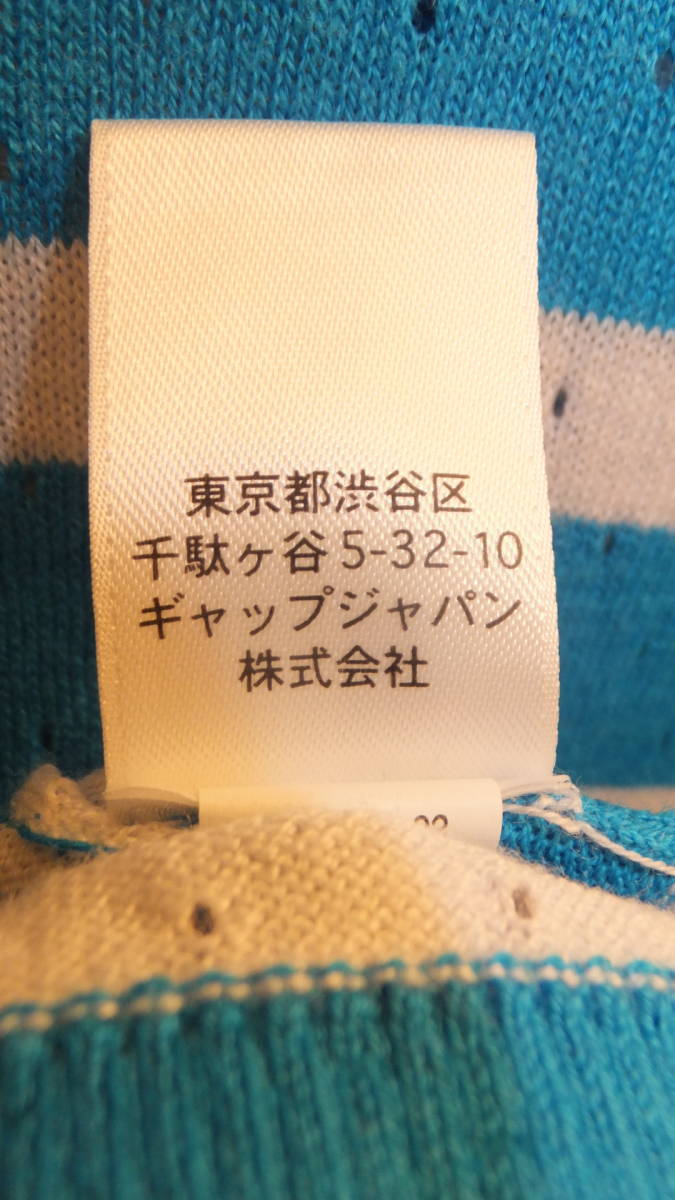 東京都渋谷区
千駄ヶ谷 5-32-10
ギャップジャパン
株式会社